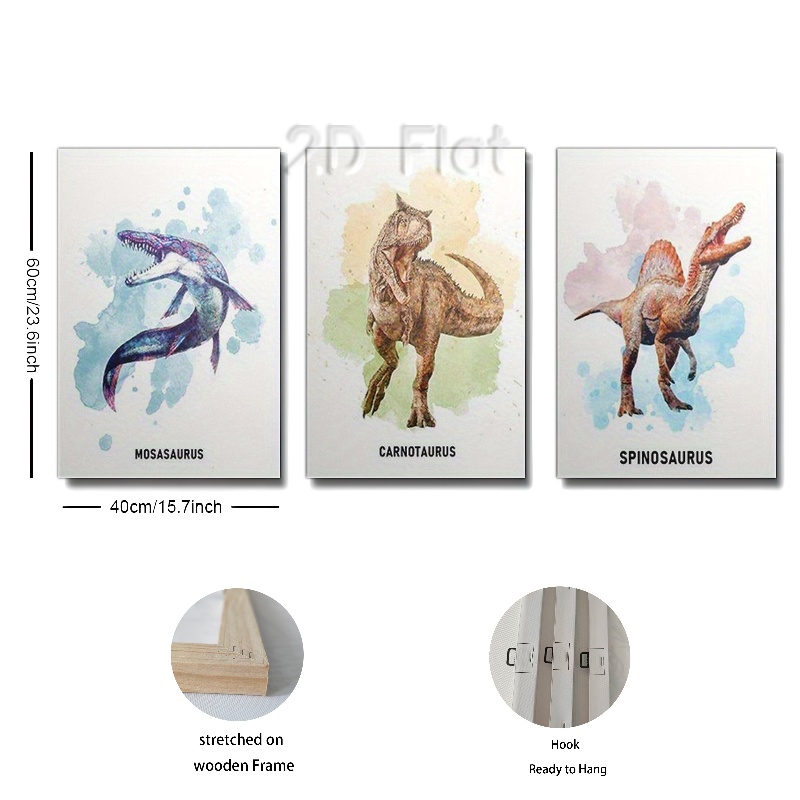 2D Flat
60cm/23.6inch
MOSASAURUS
CARNOTAURUS
SPINOSAURUS
40cm/15.7inch
stretched on
wooden Frame
Hook
Ready to Hang